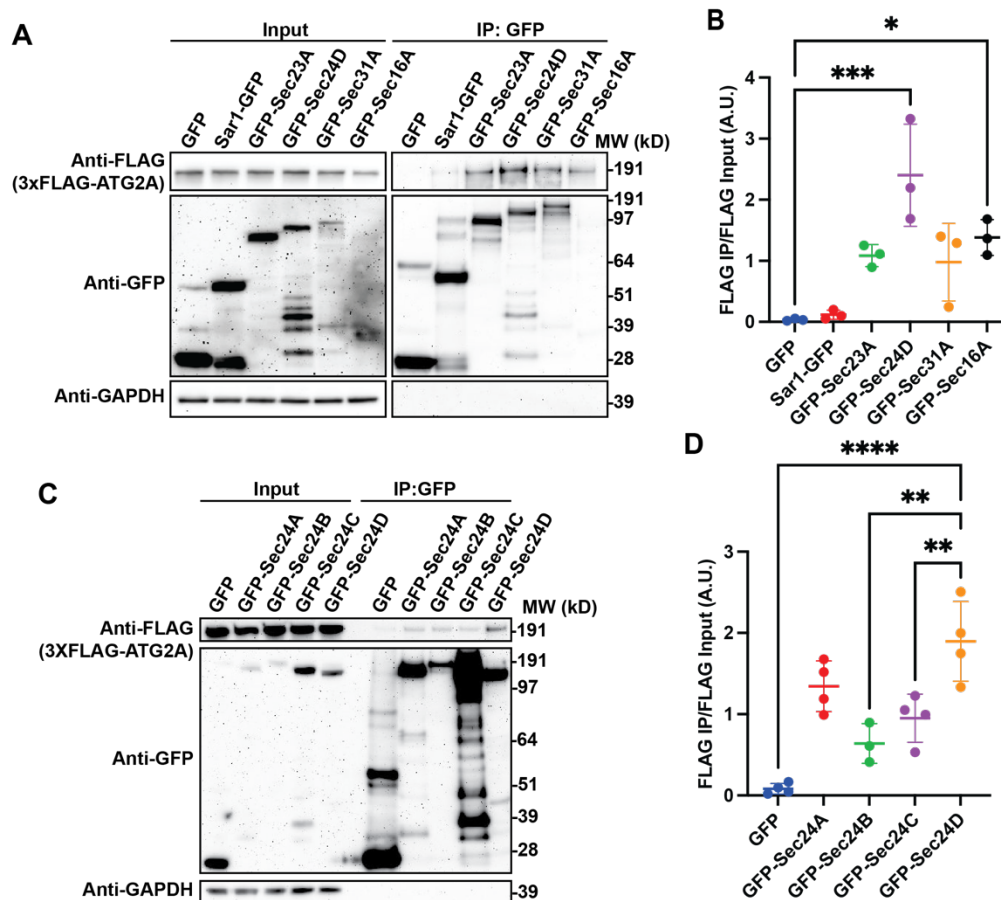 A
Input
IP: GFP
GFP
Sar1-GFP
GFP-Sec23A
GFP-Sec24D
GFP-Sec31A
GFP-Sec16A
GFP
Sar1-GFP
GFP-Sec23A
GFP-Sec24D
GFP-Sec31A
GFP-Sec16A
MW (kD)
Anti-FLAG
(3xFLAG-ATG2A)
-191
Anti-GFP
-191
-97
-64
-51
-39
-28
Anti-GAPDH
-39
B
*
***
FLAG IP/FLAG Input (A.U.)
4
3
2
1
0
GFP
Sar1-GFP
GFP-Sec23A
GFP-Sec24D
GFP-Sec31A
GFP-Sec16A
C
Input
IP:GFP
GFP
GFP-Sec24A
GFP-Sec24B
GFP-Sec24C
GFP-Sec24D
GFP
GFP-Sec24A
GFP-Sec24B
GFP-Sec24C
GFP-Sec24D
MW (kD)
Anti-FLAG
(3XFLAG-ATG2A)
-191
Anti-GFP
-191
-97
-64
-51
-39
-28
Anti-GAPDH
-39
D
****
**
**
FLAG IP/FLAG Input (A.U.)
3
2
1
0
GFP
GFP-Sec24A
GFP-Sec24B
GFP-Sec24C
GFP-Sec24D